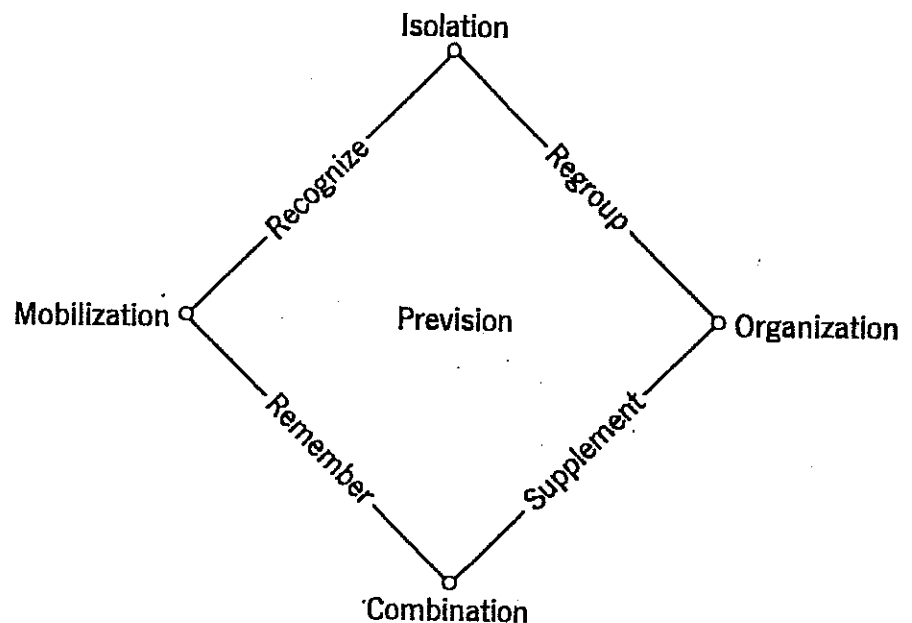 Isolation
Recognize
Regroup
Mobilization
Prevision
Organization
Remember
Supplement
Combination